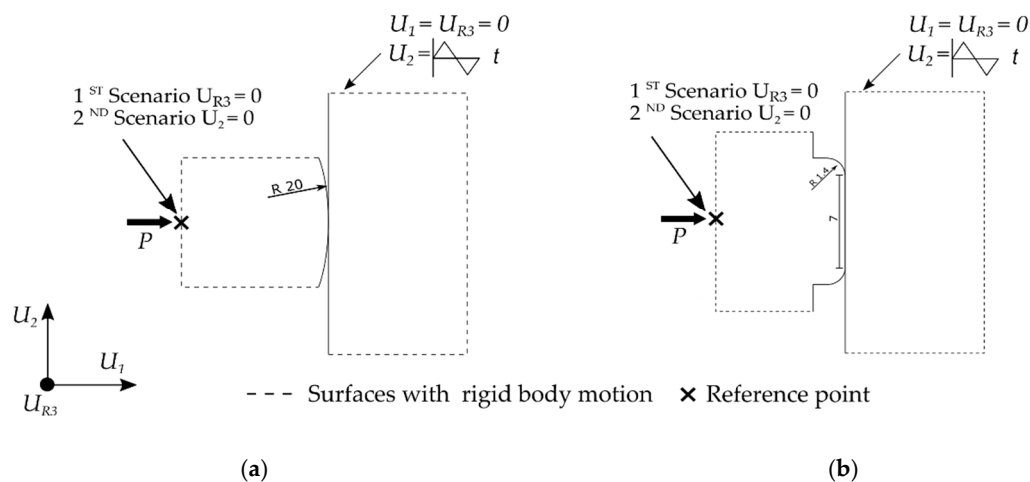 U1 = UR3 = 0
U2 = t
1 ST Scenario UR3 = 0
2 ND Scenario U2 = 0
R 20
P
U2
U1
UR3
U1 = UR3 = 0
U2 = t
1 ST Scenario UR3 = 0
2 ND Scenario U2 = 0
R 1.4
7
P
Surfaces with rigid body motion
Reference point
(a)
(b)